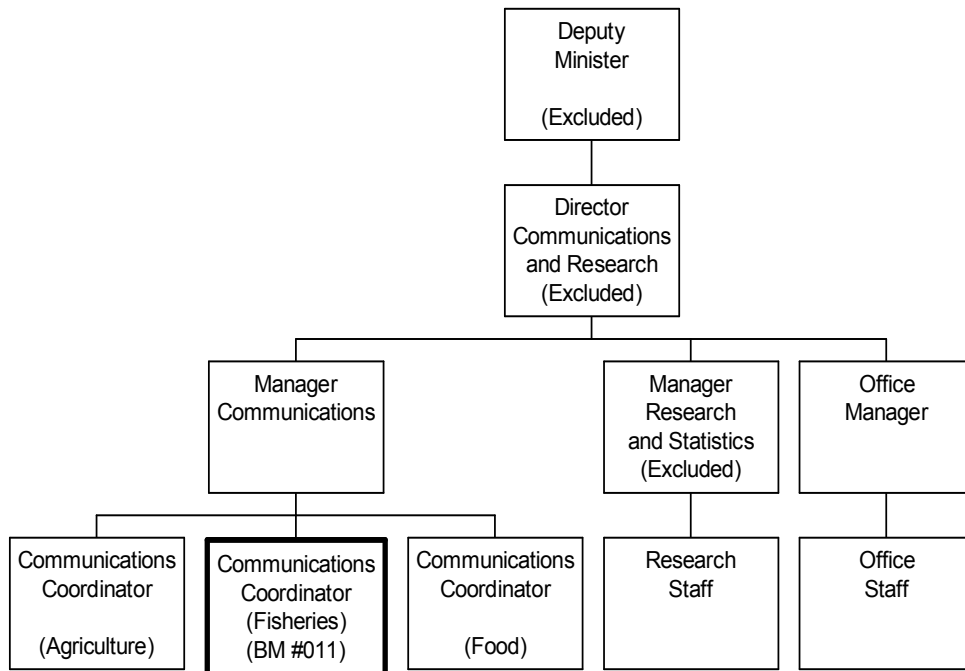 Deputy
Minister
(Excluded)
Director
Communications
and Research
(Excluded)
Manager
Communications
Manager
Research
and Statistics
(Excluded)
Office
Manager
Communications
Coordinator
(Agriculture)
Communications
Coordinator
(Fisheries)
(BM #011)
Communications
Coordinator
(Food)
Research
Staff
Office
Staff